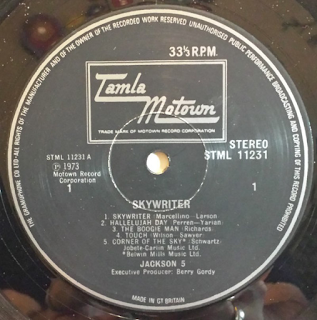 THE GRAMOPHONE CO LTD-ALL RIGHTS OF THE MANUFACTURER AND OF THE OWNER OF THE RECORDED WORK RESERVED UNAUTHORISED PUBLIC PERFORMANCE BROADCASTING AND COPYING OF THIS RECORD PROHIBITED
33⅓ R.P.M.
Tamla
Motown
TRADE MARK OF MOTOWN RECORD CORPORATION
STEREO
STML 11231 A
STML 11231
℗ 1973
Motown Record
Corporation
1
1
SKYWRITER
1. SKYWRITER (Marcellino - Larson
2. HALLELUJAH DAY (Perren—Yarian
3. THE BOOGIE MAN (Richards)
4. TOUCH (Wilson - Sawyer)
5. CORNER OF THE SKY* (Schwartz)
Jobete-Carlin Music Ltd.
*Belwin Mills Music Ltd.
JACKSON 5
Executive Producer: Berry Gordy
MADE IN GT BRITAIN